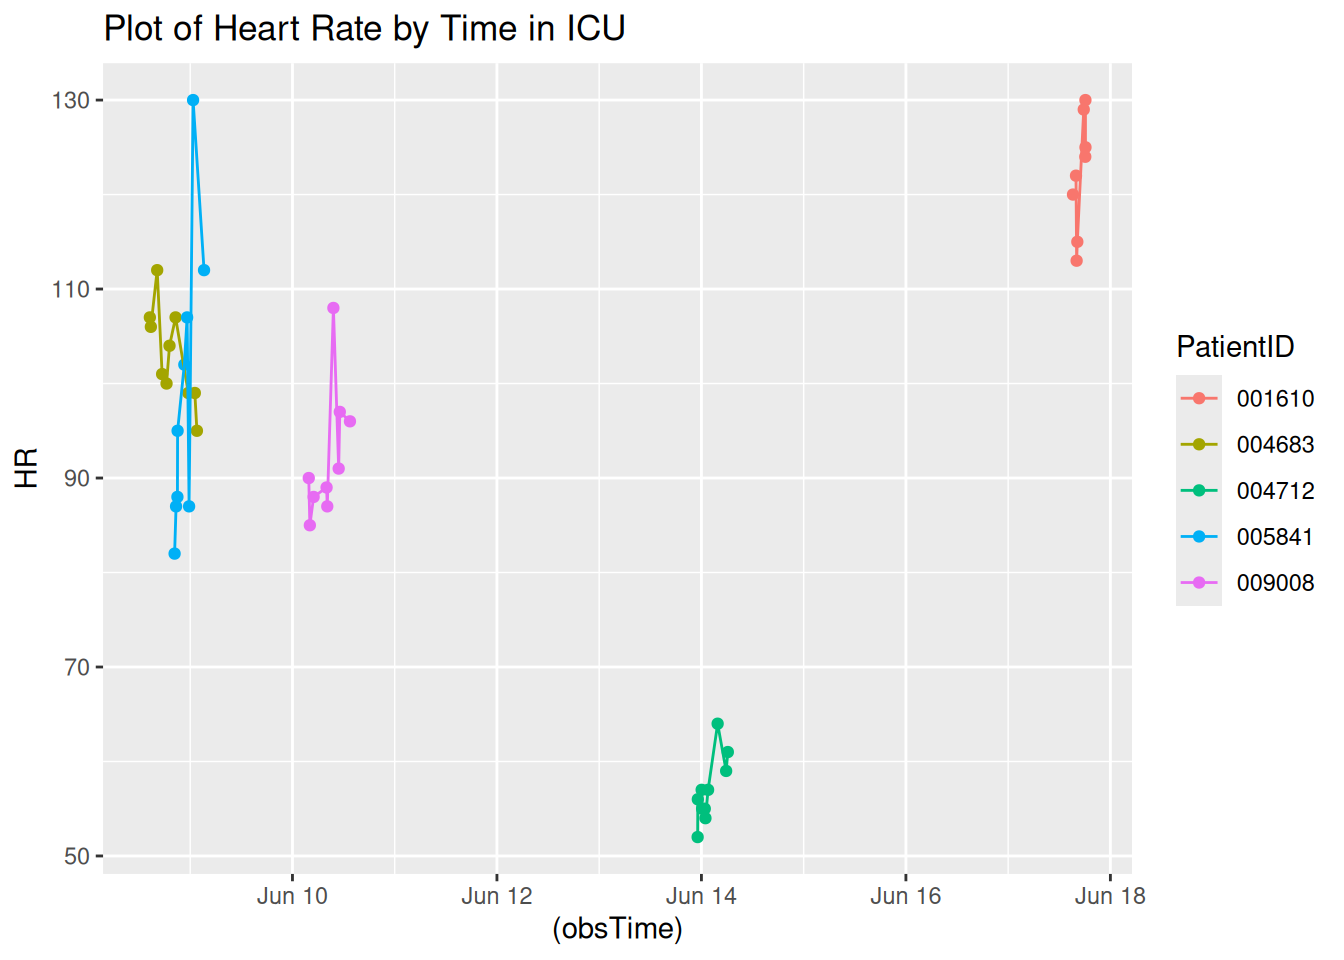 Plot of Heart Rate by Time in ICU
130
110
90
70
50
HR
Jun 10
Jun 12
Jun 14
Jun 16
Jun 18
(obsTime)
PatientID
001610
004683
004712
005841
009008